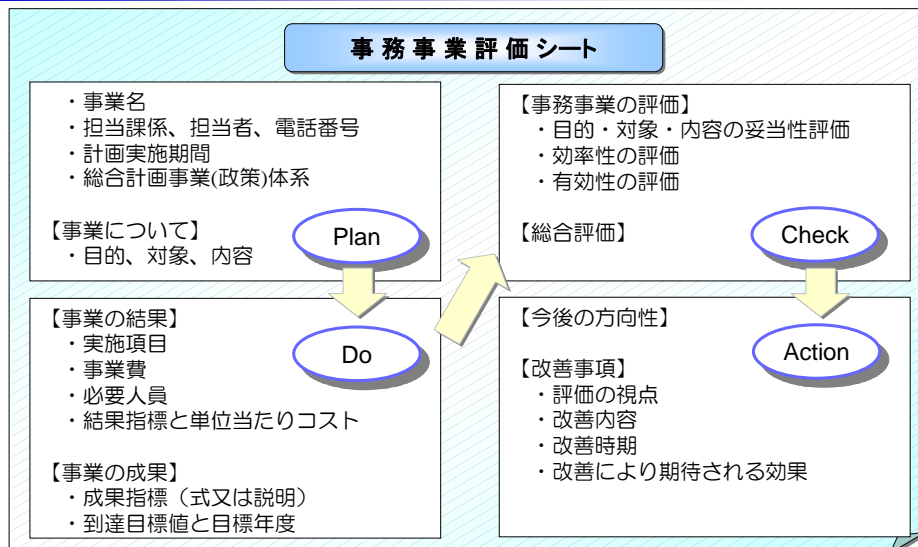 事務事業評価シート
・事業名
・担当課係、担当者、電話番号
・計画実施期間
・総合計画事業(政策)体系
【事業について】
・目的、対象、内容
Plan
【事業の結果】
・実施項目
・事業費
・必要人員
・結果指標と単位当たりコスト
Do
【事業の成果】
・成果指標（式又は説明）
・到達目標値と目標年度
【事務事業の評価】
・目的・対象・内容の妥当性評価
・効率性の評価
・有効性の評価
【総合評価】
Check
【今後の方向性】
Action
【改善事項】
・評価の視点
・改善内容
・改善時期
・改善により期待される効果